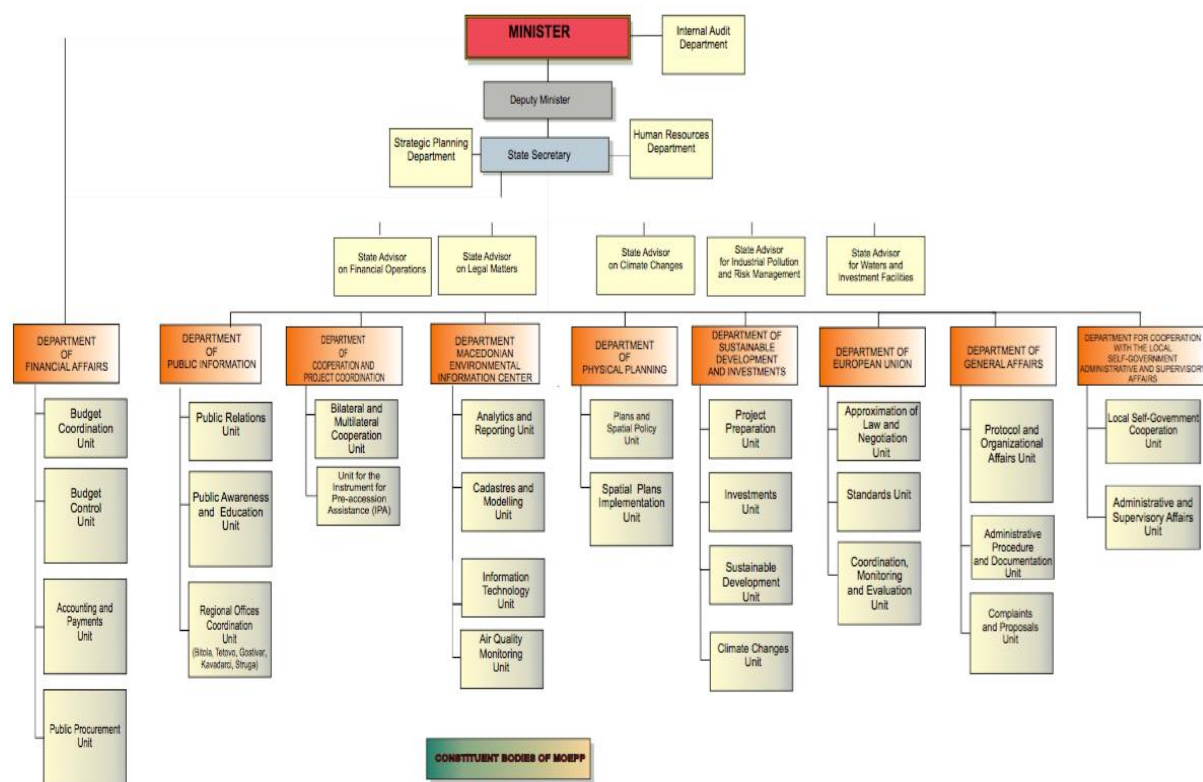 MINISTER
Internal Audit
Department
Deputy Minister
Strategic Planning
Department
State Secretary
Human Resources
Department
State Advisor
on Financial Operations
State Advisor
on Legal Matters
State Advisor
on Climate Changes
State Advisor
for Industrial Pollution
and Risk Management
State Advisor
for Waters and
Investment Facilities
DEPARTMENT
OF
FINANCIAL AFFAIRS
DEPARTMENT
OF
PUBLIC INFORMATION
DEPARTMENT
OF
COOPERATION AND
PROJECT COORDINATION
DEPARTMENT
MACEDONIAN
ENVIRONMENTAL
INFORMATION CENTER
DEPARTMENT
OF
PHYSICAL PLANNING
DEPARTMENT OF
SUSTAINABLE
DEVELOPMENT
AND INVESTMENTS
DEPARTMENT OF
EUROPEAN UNION
DEPARTMENT OF
GENERAL AFFAIRS
DEPARTMENT FOR COOPERATION
WITH THE LOCAL
SELF-GOVERNMENT
ADMINISTRATIVE AND SUPERVISORY
AFFAIRS
Budget
Coordination
Unit
Budget
Control
Unit
Accounting and
Payments
Unit
Public Procurement
Unit
Public Relations
Unit
Public Awareness
and Education
Unit
Regional Offices
Coordination
Unit
(Bitola, Tetovo, Gostivar,
Kavadarci, Struga)
Bilateral and
Multilateral
Cooperation
Unit
Unit for the
Instrument for
Pre-accession
Assistance (IPA)
Analytics and
Reporting Unit
Cadastres and
Modelling
Unit
Information
Technology
Unit
Air Quality
Monitoring
Unit
Plans and
Spatial Policy
Unit
Spatial Plans
Implementation
Unit
Project
Preparation
Unit
Investments
Unit
Sustainable
Development
Unit
Climate Changes
Unit
Approximation of
Law and
Negotiation
Unit
Standards Unit
Coordination,
Monitoring
and Evaluation
Unit
Protocol and
Organizational
Affairs Unit
Administrative
Procedure
and Documentation
Unit
Complaints
and Proposals
Unit
Local Self-Government
Cooperation
Unit
Administrative and
Supervisory Affairs
Unit
CONSTITUENT BODIES OF MOEPP